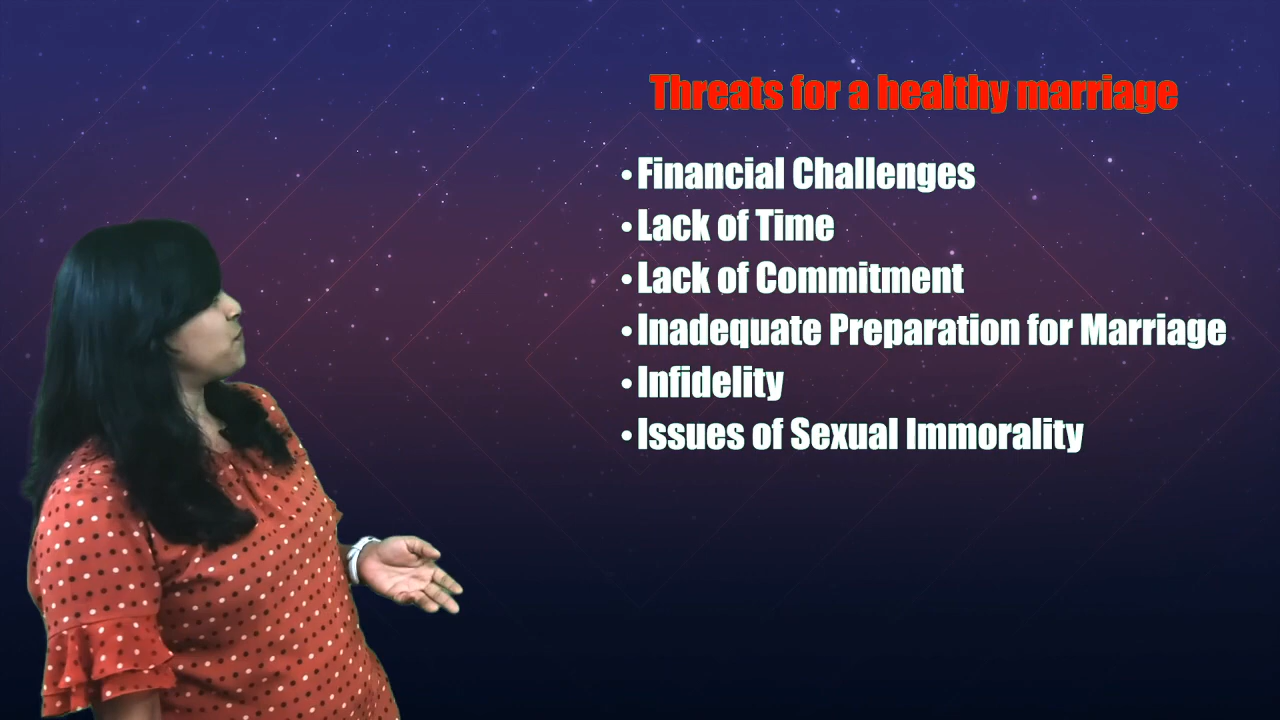 Threats for a healthy marriage
•Financial Challenges
•Lack of Time
•Lack of Commitment
•Inadequate Preparation for Marriage
•Infidelity
•Issues of Sexual Immorality